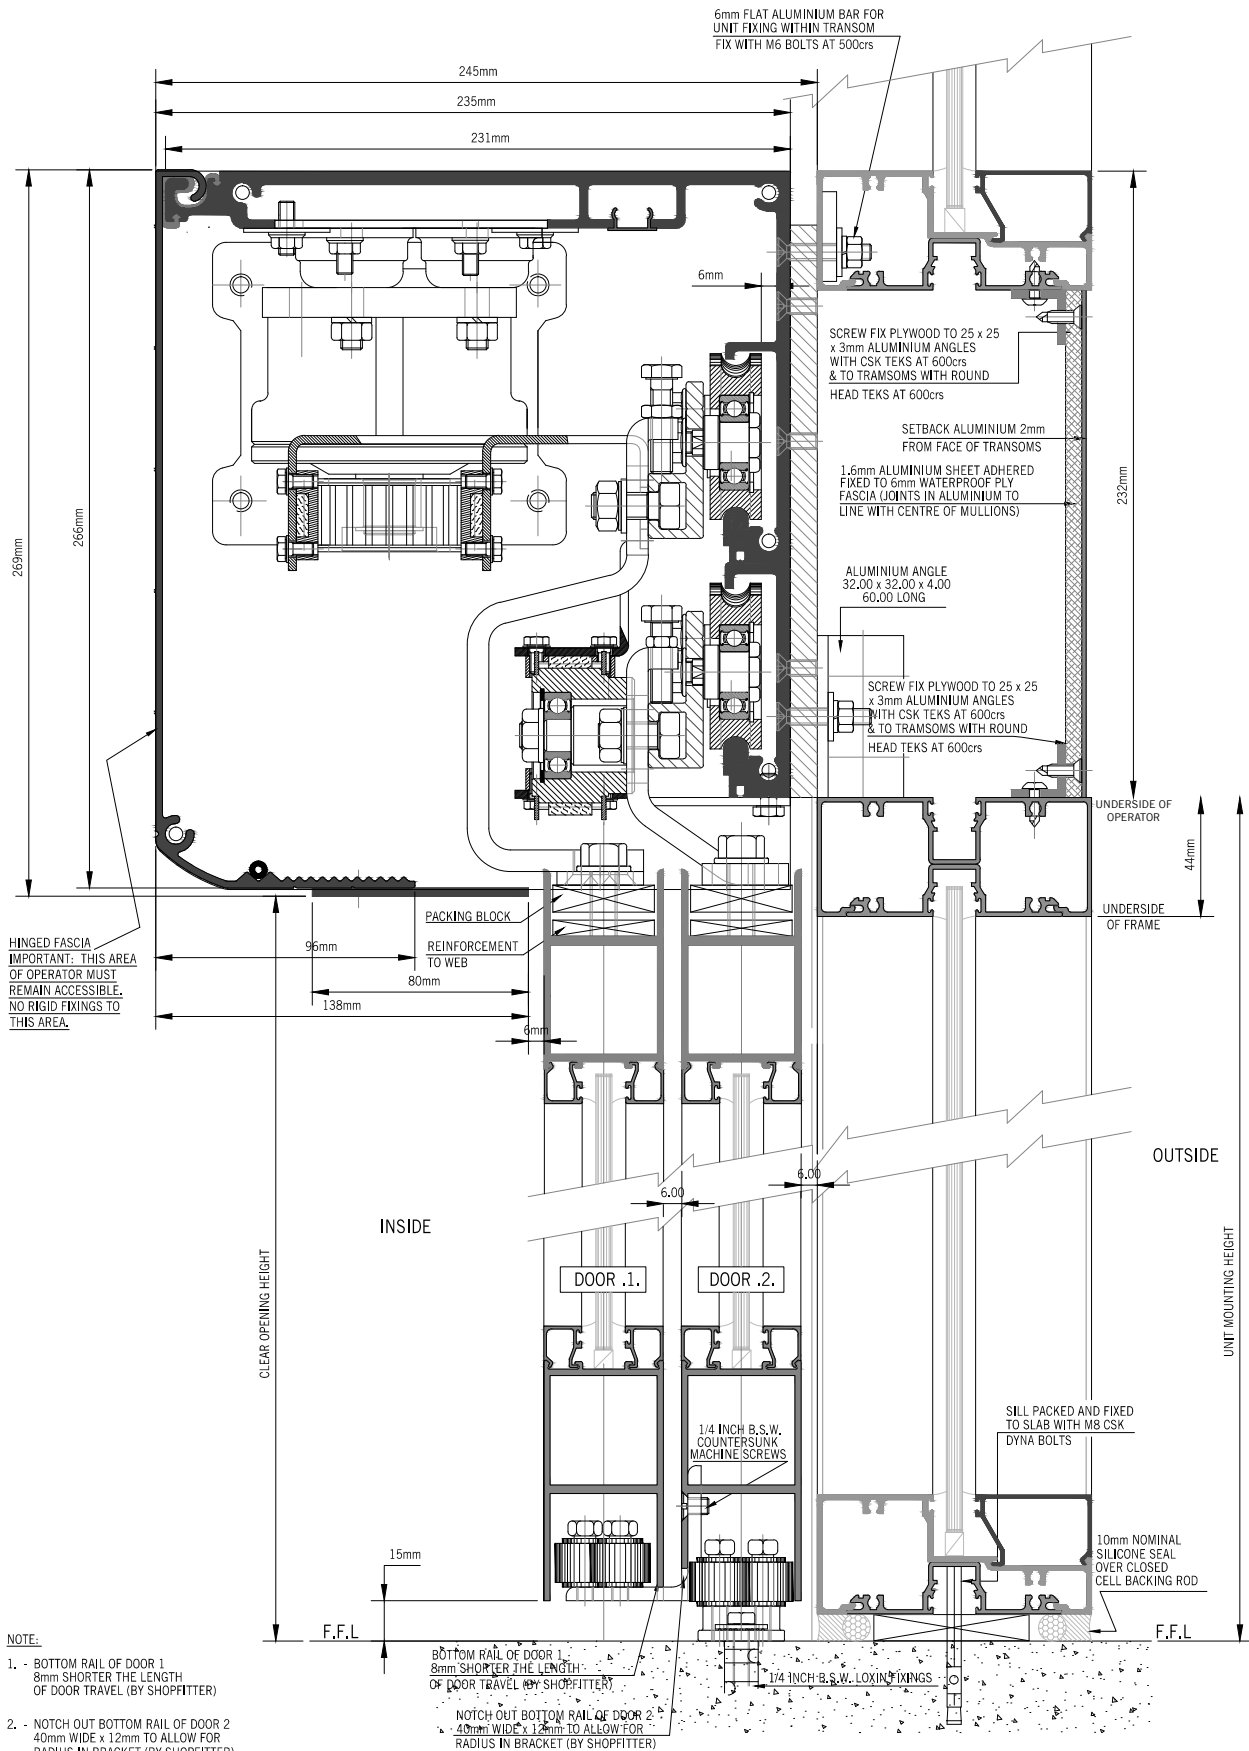 6mm FLAT ALUMINIUM BAR FOR
UNIT FIXING WITHIN TRANSOM
FIX WITH M6 BOLTS AT 500crs
245mm
235mm
231mm
6mm
SCREW FIX PLYWOOD TO 25 x 25
x 3mm ALUMINIUM ANGLES
WITH CSK TEKS AT 600crs
& TO TRAMSOMS WITH ROUND
HEAD TEKS AT 600crs
SETBACK ALUMINIUM 2mm
FROM FACE OF TRANSOMS
1.6mm ALUMINIUM SHEET ADHERED
FIXED TO 6mm WATERPROOF PLY
FASCIA (JOINTS IN ALUMINIUM TO
LINE WITH CENTRE OF MULLIONS)
232mm
266mm
269mm
ALUMINIUM ANGLE
32.00 x 32.00 x 4.00
60.00 LONG
SCREW FIX PLYWOOD TO 25 x 25
x 3mm ALUMINIUM ANGLES
WITH CSK TEKS AT 600crs
& TO TRAMSOMS WITH ROUND
HEAD TEKS AT 600crs
UNDERSIDE OF
OPERATOR
44mm
UNDERSIDE
OF FRAME
PACKING BLOCK
REINFORCEMENT
TO WEB
HINGED FASCIA
IMPORTANT: THIS AREA
OF OPERATOR MUST
REMAIN ACCESSIBLE.
NO RIGID FIXINGS TO
THIS AREA.
96mm
80mm
138mm
6mm
OUTSIDE
6.00
6.00
INSIDE
DOOR .1.
DOOR .2.
CLEAR OPENING HEIGHT
UNIT MOUNTING HEIGHT
SILL PACKED AND FIXED
TO SLAB WITH M8 CSK
DYNA BOLTS
1/4 INCH B.S.W.
COUNTERSUNK
MACHINE SCREWS
15mm
10mm NOMINAL
SILICONE SEAL
OVER CLOSED
CELL BACKING ROD
F.F.L
F.F.L
NOTE:
1. - BOTTOM RAIL OF DOOR 1
8mm SHORTER THE LENGTH
OF DOOR TRAVEL (BY SHOPFITTER)
2. - NOTCH OUT BOTTOM RAIL OF DOOR 2
40mm WIDE x 12mm TO ALLOW FOR
RADIUS IN BRACKET (BY SHOPFITTER)
BOTTOM RAIL OF DOOR 1
8mm SHORTER THE LENGTH
OF DOOR TRAVEL (BY SHOPFITTER)
1/4 INCH B.S.W. LOXIN FIXINGS
NOTCH OUT BOTTOM RAIL OF DOOR 2
40mm WIDE x 12mm TO ALLOW FOR
RADIUS IN BRACKET (BY SHOPFITTER)